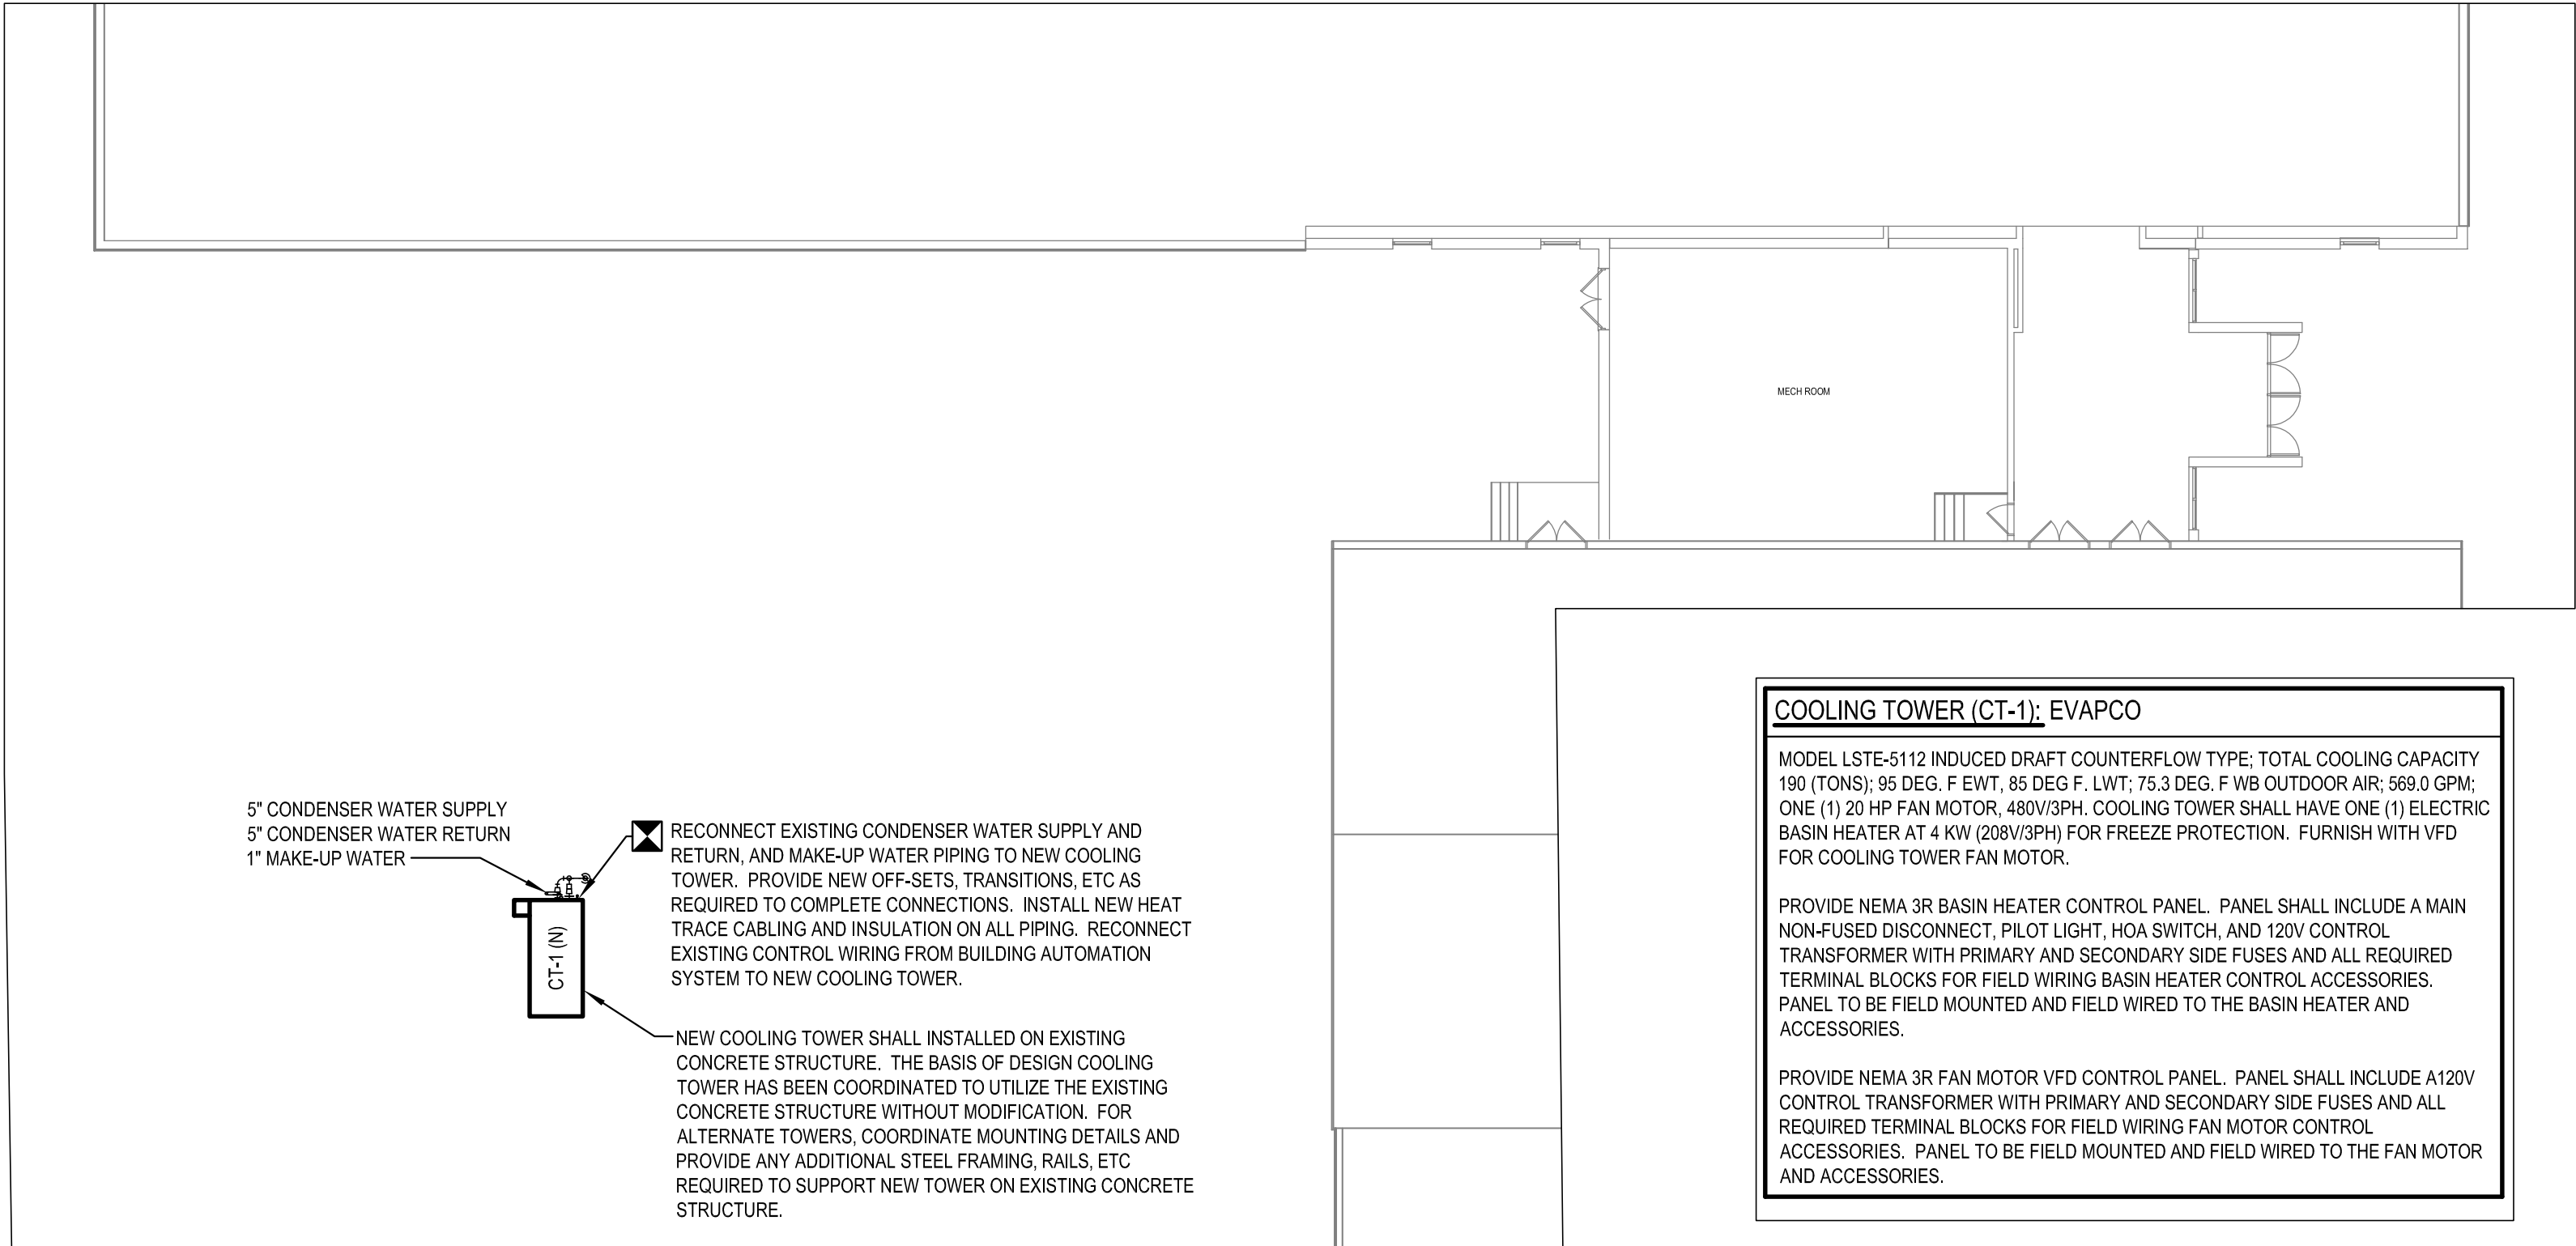 MECH ROOM
5" CONDENSER WATER SUPPLY
5" CONDENSER WATER RETURN
1" MAKE-UP WATER
CT-1 (N)
RECONNECT EXISTING CONDENSER WATER SUPPLY AND
RETURN, AND MAKE-UP WATER PIPING TO NEW COOLING
TOWER. PROVIDE NEW OFF-SETS, TRANSITIONS, ETC AS
REQUIRED TO COMPLETE CONNECTIONS. INSTALL NEW HEAT
TRACE CABLING AND INSULATION ON ALL PIPING. RECONNECT
EXISTING CONTROL WIRING FROM BUILDING AUTOMATION
SYSTEM TO NEW COOLING TOWER.
NEW COOLING TOWER SHALL INSTALLED ON EXISTING
CONCRETE STRUCTURE. THE BASIS OF DESIGN COOLING
TOWER HAS BEEN COORDINATED TO UTILIZE THE EXISTING
CONCRETE STRUCTURE WITHOUT MODIFICATION. FOR
ALTERNATE TOWERS, COORDINATE MOUNTING DETAILS AND
PROVIDE ANY ADDITIONAL STEEL FRAMING, RAILS, ETC
REQUIRED TO SUPPORT NEW TOWER ON EXISTING CONCRETE
STRUCTURE.
COOLING TOWER (CT-1): EVAPCO
MODEL LSTE-5112 INDUCED DRAFT COUNTERFLOW TYPE; TOTAL COOLING CAPACITY
190 (TONS); 95 DEG. F EWT, 85 DEG F. LWT; 75.3 DEG. F WB OUTDOOR AIR; 569.0 GPM;
ONE (1) 20 HP FAN MOTOR, 480V/3PH. COOLING TOWER SHALL HAVE ONE (1) ELECTRIC
BASIN HEATER AT 4 KW (208V/3PH) FOR FREEZE PROTECTION. FURNISH WITH VFD
FOR COOLING TOWER FAN MOTOR.
PROVIDE NEMA 3R BASIN HEATER CONTROL PANEL. PANEL SHALL INCLUDE A MAIN
NON-FUSED DISCONNECT, PILOT LIGHT, HOA SWITCH, AND 120V CONTROL
TRANSFORMER WITH PRIMARY AND SECONDARY SIDE FUSES AND ALL REQUIRED
TERMINAL BLOCKS FOR FIELD WIRING BASIN HEATER CONTROL ACCESSORIES.
PANEL TO BE FIELD MOUNTED AND FIELD WIRED TO THE BASIN HEATER AND
ACCESSORIES.
PROVIDE NEMA 3R FAN MOTOR VFD CONTROL PANEL. PANEL SHALL INCLUDE A120V
CONTROL TRANSFORMER WITH PRIMARY AND SECONDARY SIDE FUSES AND ALL
REQUIRED TERMINAL BLOCKS FOR FIELD WIRING FAN MOTOR CONTROL
ACCESSORIES. PANEL TO BE FIELD MOUNTED AND FIELD WIRED TO THE FAN MOTOR
AND ACCESSORIES.